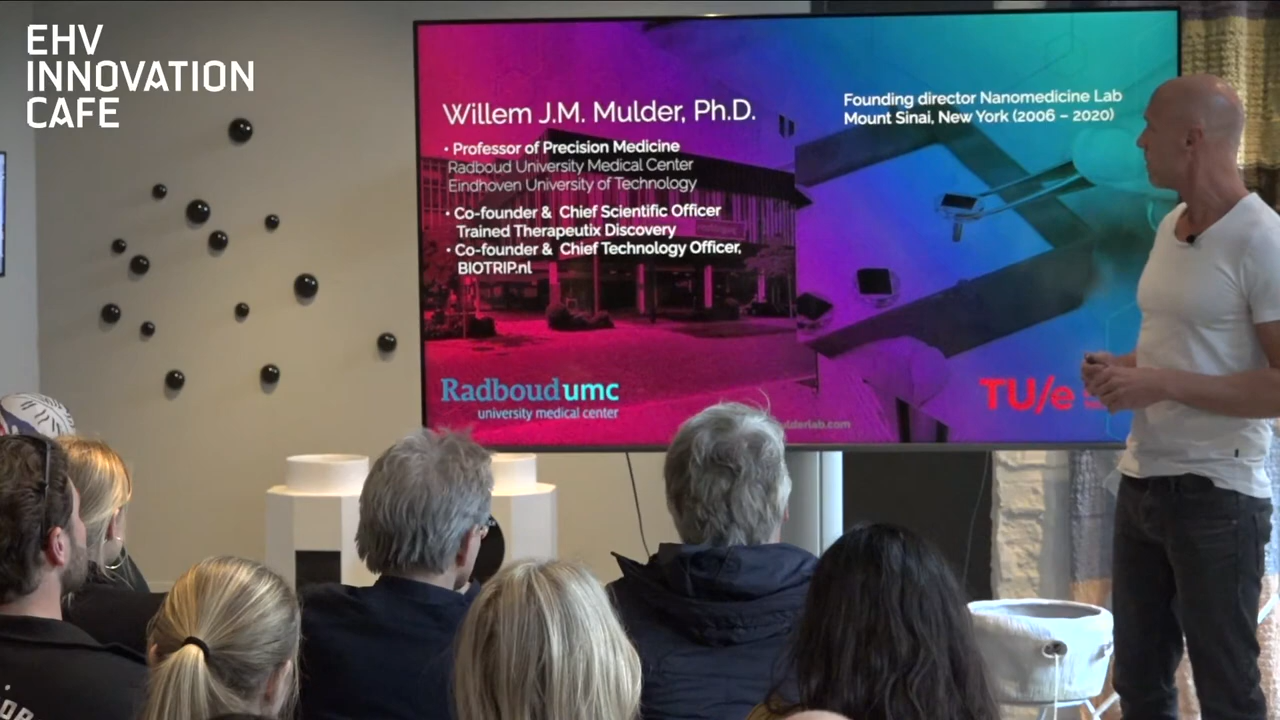 EHV
INNOVATION
CAFE
Willem J.M. Mulder, Ph.D.
• Professor of Precision Medicine
Radboud University Medical Center
Eindhoven University of Technology
• Co-founder & Chief Scientific Officer
Trained Therapeutix Discovery
• Co-founder & Chief Technology Officer,
BIOTRIP.nl
Founding director Nanomedicine Lab
Mount Sinai, New York (2006 – 2020)
Radboudumc
university medical center
TU/e